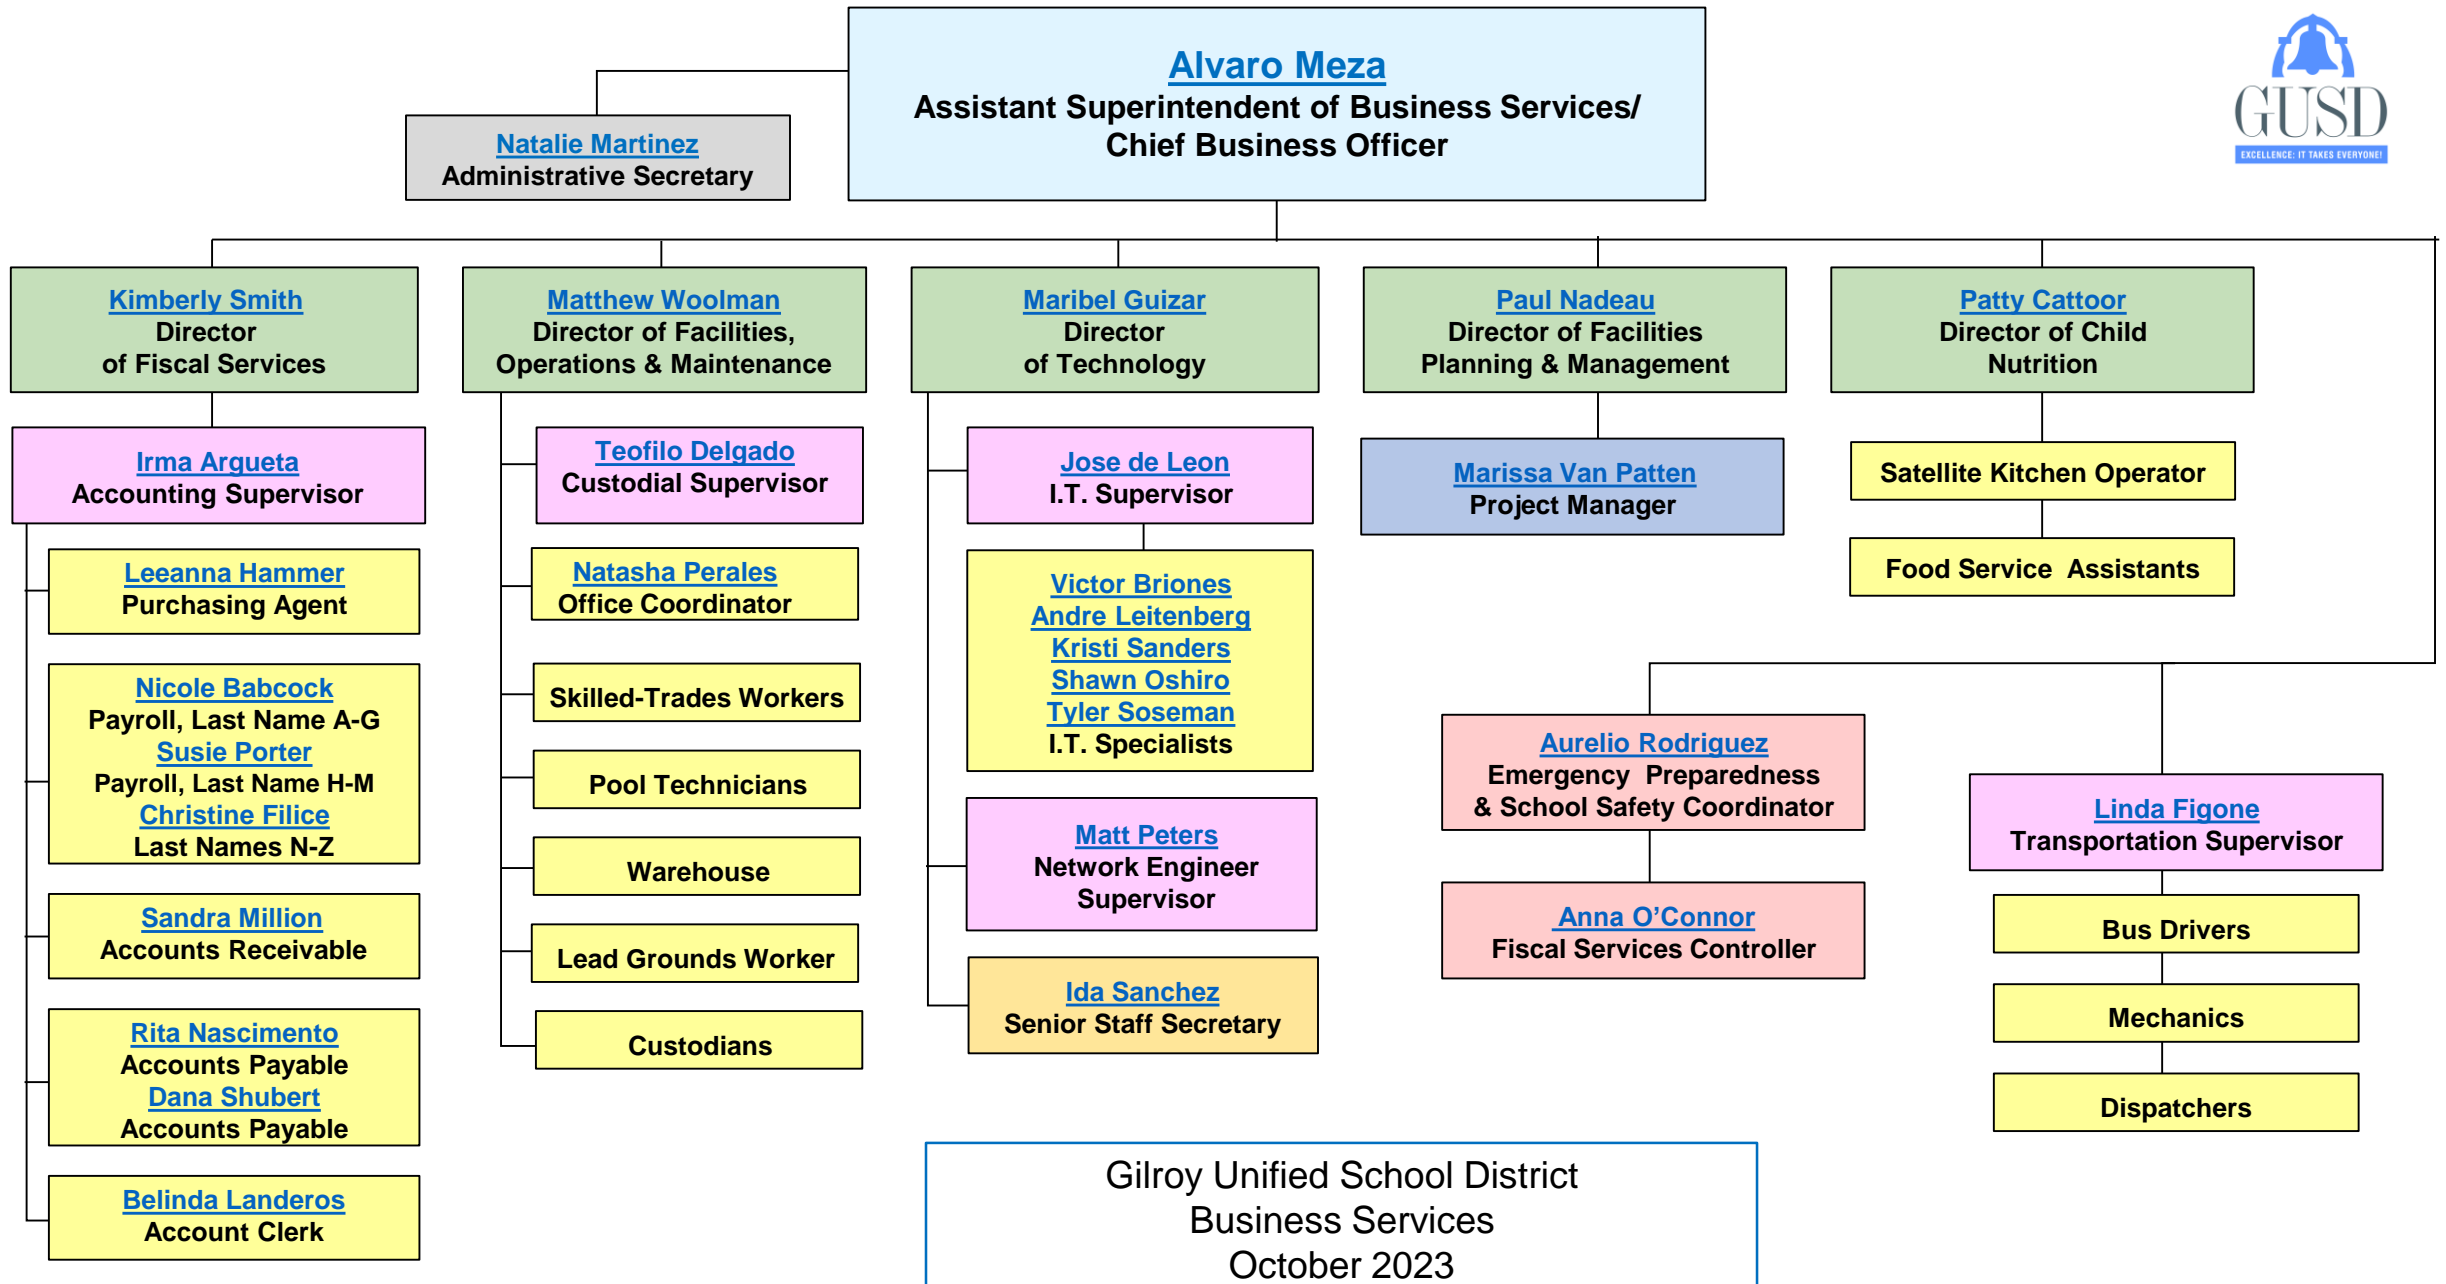 Alvaro Meza
Assistant Superintendent of Business Services/
Chief Business Officer
Natalie Martinez
Administrative Secretary
GUSD
EXCELLENCE: IT TAKES EVERYONE!
Kimberly Smith
Director
of Fiscal Services
Irma Argueta
Accounting Supervisor
Leeanna Hammer
Purchasing Agent
Nicole Babcock
Payroll, Last Name A-G
Susie Porter
Payroll, Last Name H-M
Christine Filice
Last Names N-Z
Sandra Million
Accounts Receivable
Rita Nascimento
Accounts Payable
Dana Shubert
Accounts Payable
Belinda Landeros
Account Clerk
Matthew Woolman
Director of Facilities,
Operations & Maintenance
Teofilo Delgado
Custodial Supervisor
Natasha Perales
Office Coordinator
Skilled-Trades Workers
Pool Technicians
Warehouse
Lead Grounds Worker
Custodians
Maribel Guizar
Director
of Technology
Jose de Leon
I.T. Supervisor
Victor Briones
Andre Leitenberg
Kristi Sanders
Shawn Oshiro
Tyler Soseman
I.T. Specialists
Matt Peters
Network Engineer
Supervisor
Ida Sanchez
Senior Staff Secretary
Paul Nadeau
Director of Facilities
Planning & Management
Marissa Van Patten
Project Manager
Patty Cattoor
Director of Child
Nutrition
Satellite Kitchen Operator
Food Service  Assistants
Aurelio Rodriguez
Emergency  Preparedness
& School Safety Coordinator
Anna O’Connor
Fiscal Services Controller
Linda Figone
Transportation Supervisor
Bus Drivers
Mechanics
Dispatchers
Gilroy Unified School District
Business Services
October 2023